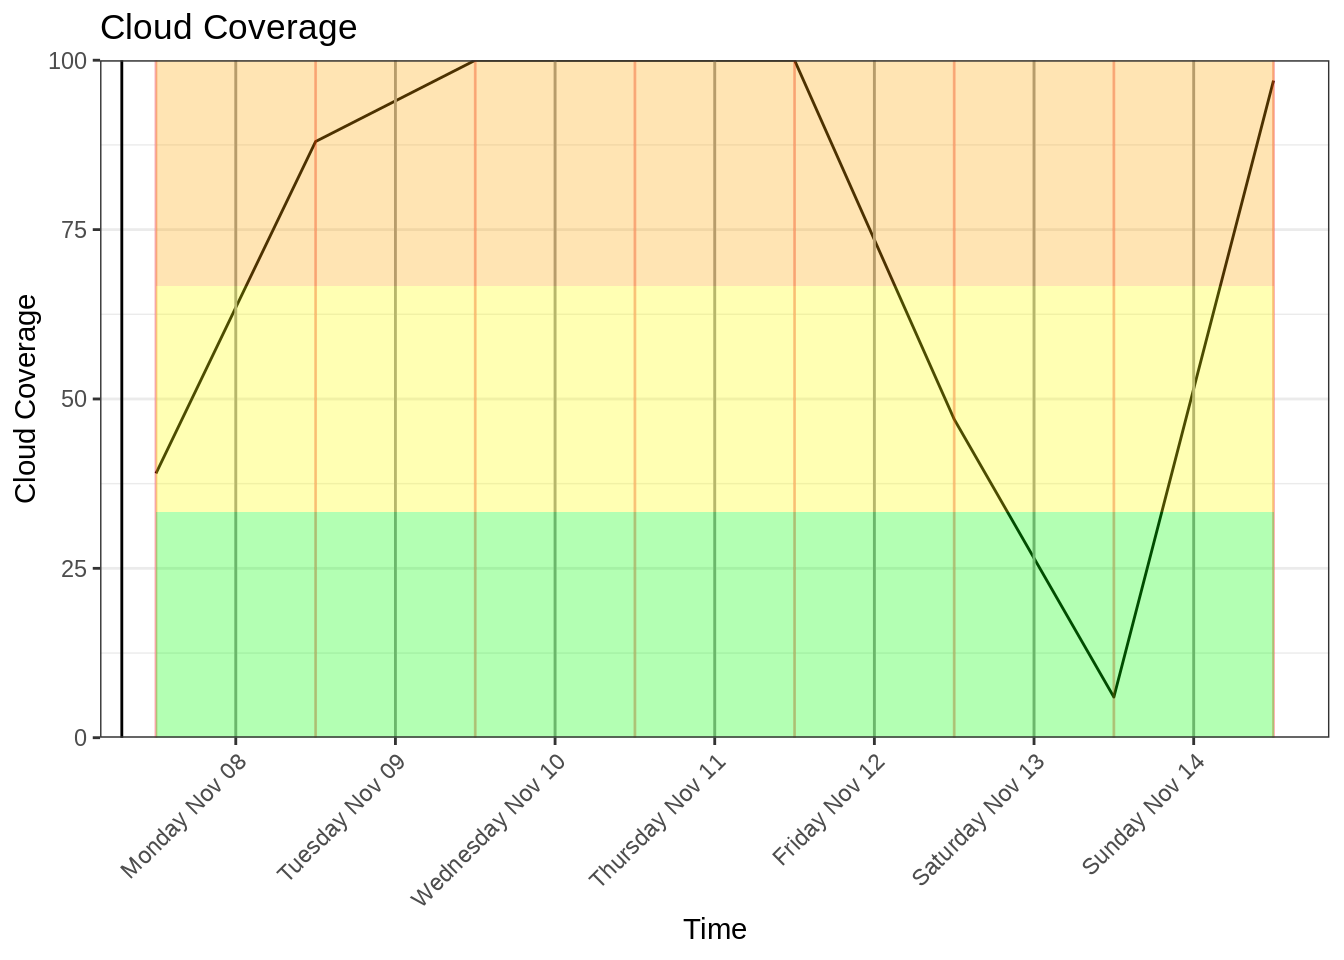 Cloud Coverage
100
75
50
25
0
Cloud Coverage
Monday Nov 08
Tuesday Nov 09
Wednesday Nov 10
Thursday Nov 11
Friday Nov 12
Saturday Nov 13
Sunday Nov 14
Time